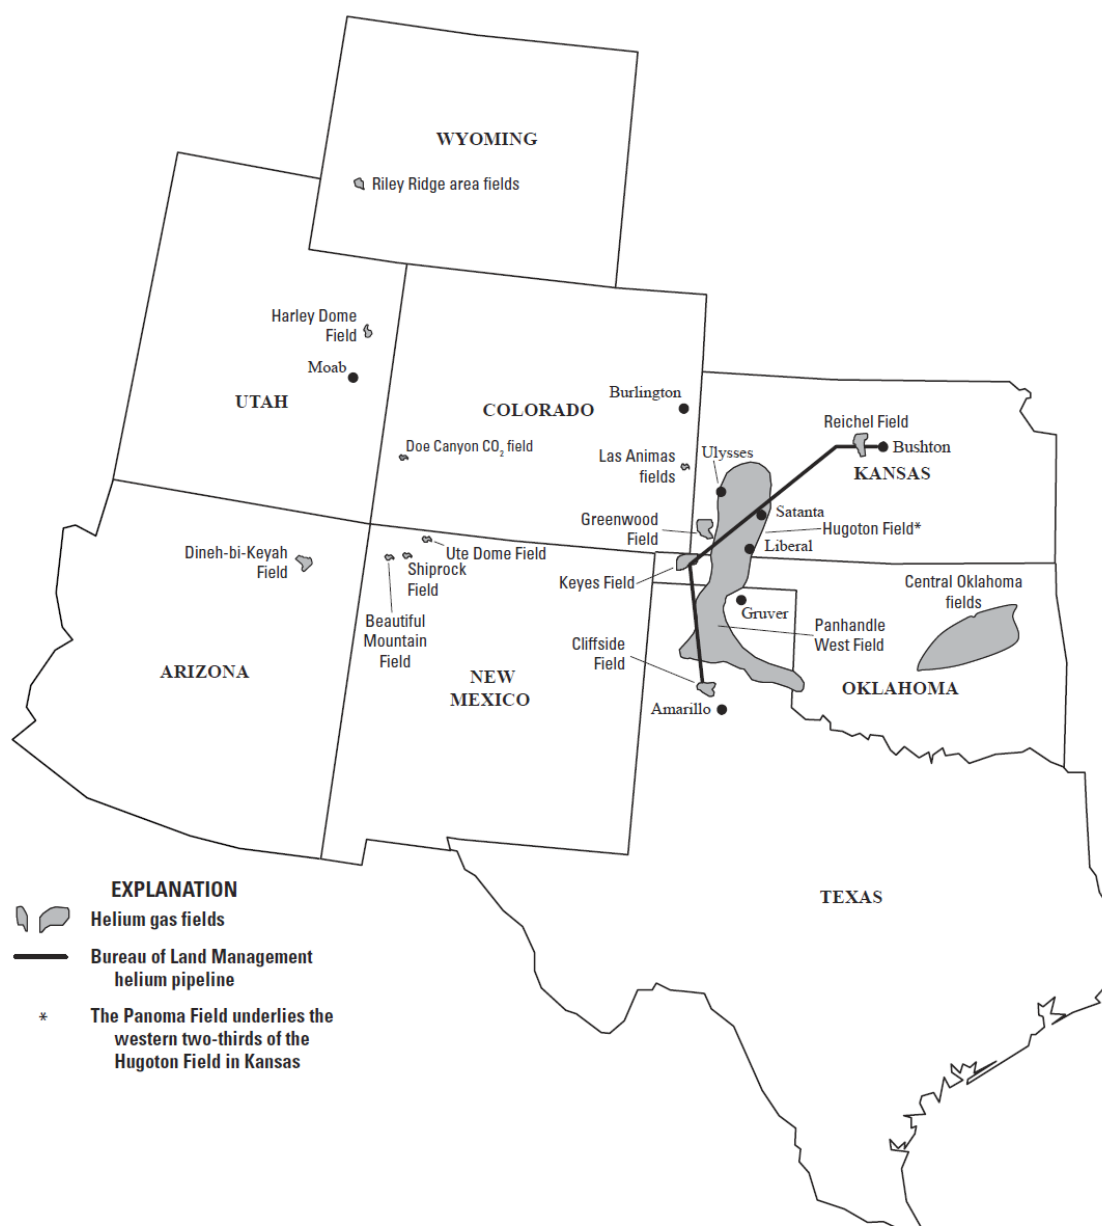 WYOMING
Riley Ridge area fields
Harley Dome
Field
Moab
UTAH
COLORADO
Burlington
Doe Canyon CO2 field
Las Animas
fields
Reichel Field
Bushton
KANSAS
Ulysses
Satanta
Hugoton Field*
Greenwood
Field
Liberal
Dineh-bi-Keyah
Field
Ute Dome Field
Shiprock
Field
Beautiful
Mountain
Field
Keyes Field
Gruver
Central Oklahoma
fields
Panhandle
West Field
Cliffside
Field
ARIZONA
NEW
MEXICO
OKLAHOMA
Amarillo
TEXAS
EXPLANATION
Helium gas fields
Bureau of Land Management
helium pipeline
* The Panoma Field underlies the
western two-thirds of the
Hugoton Field in Kansas